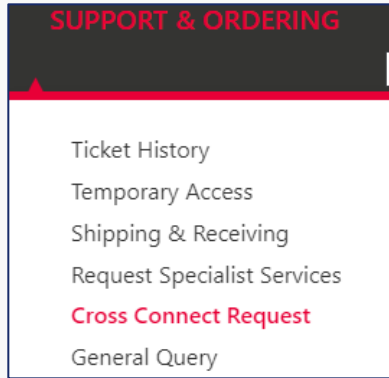 SUPPORT & ORDERING
Ticket History
Temporary Access
Shipping & Receiving
Request Specialist Services
Cross Connect Request
General Query